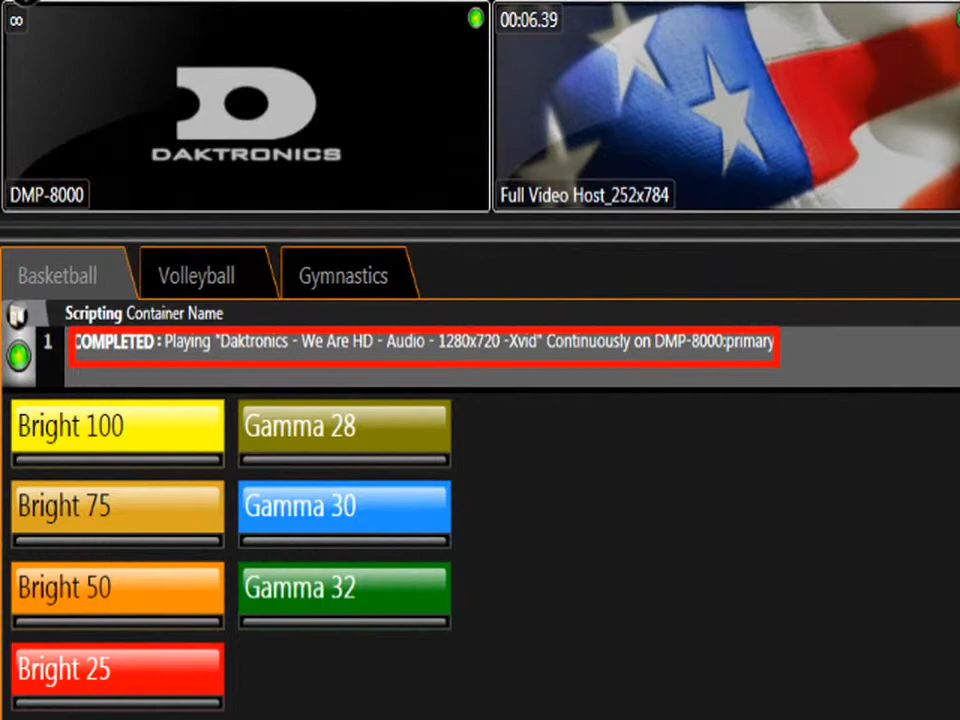 ∞
00:06.39
DAKTRONICS
DMP-8000
Full Video Host_252x784
Basketball
Volleyball
Gymnastics
Scripting Container Name
1
COMPLETED : Playing "Daktronics - We Are HD - Audio - 1280x720 -Xvid" Continuously on DMP-8000:primary
Bright 100
Gamma 28
Bright 75
Gamma 30
Bright 50
Gamma 32
Bright 25